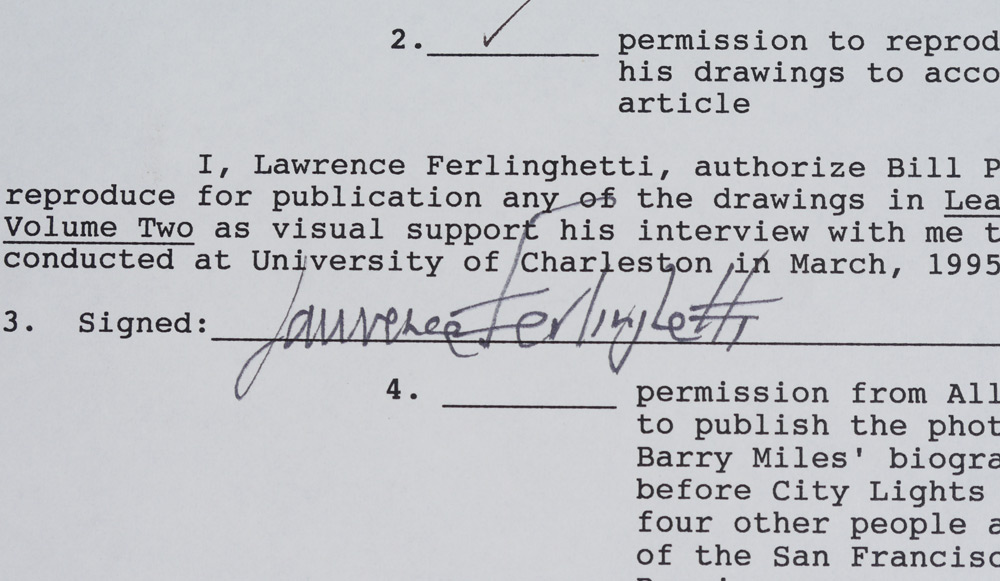 2. permission to reprod
his drawings to acco
article
I, Lawrence Ferlinghetti, authorize Bill P
reproduce for publication any of the drawings in Lea
Volume Two as visual support his interview with me t
conducted at University of Charleston in March, 1995
3. Signed: Lawrence Ferlinghetti
4. permission from All
to publish the phot
Barry Miles' biogra
before City Lights
four other people a
of the San Francisc